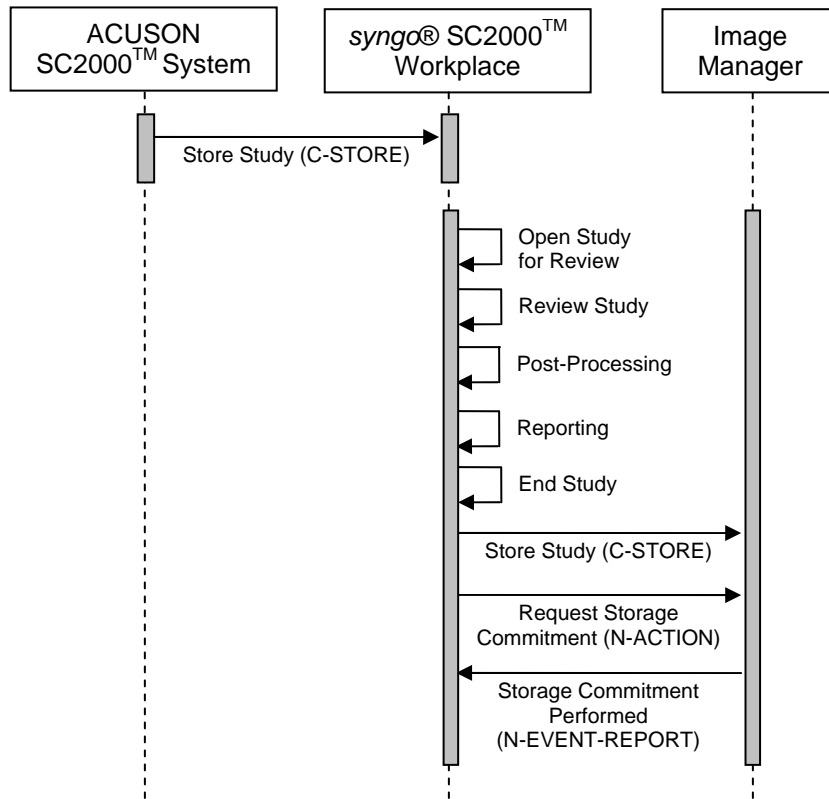 ACUSON
SC2000™ System
syngo® SC2000™
Workplace
Image
Manager
Store Study (C-STORE)
Open Study
for Review
Review Study
Post-Processing
Reporting
End Study
Store Study (C-STORE)
Request Storage
Commitment (N-ACTION)
Storage Commitment
Performed
(N-EVENT-REPORT)